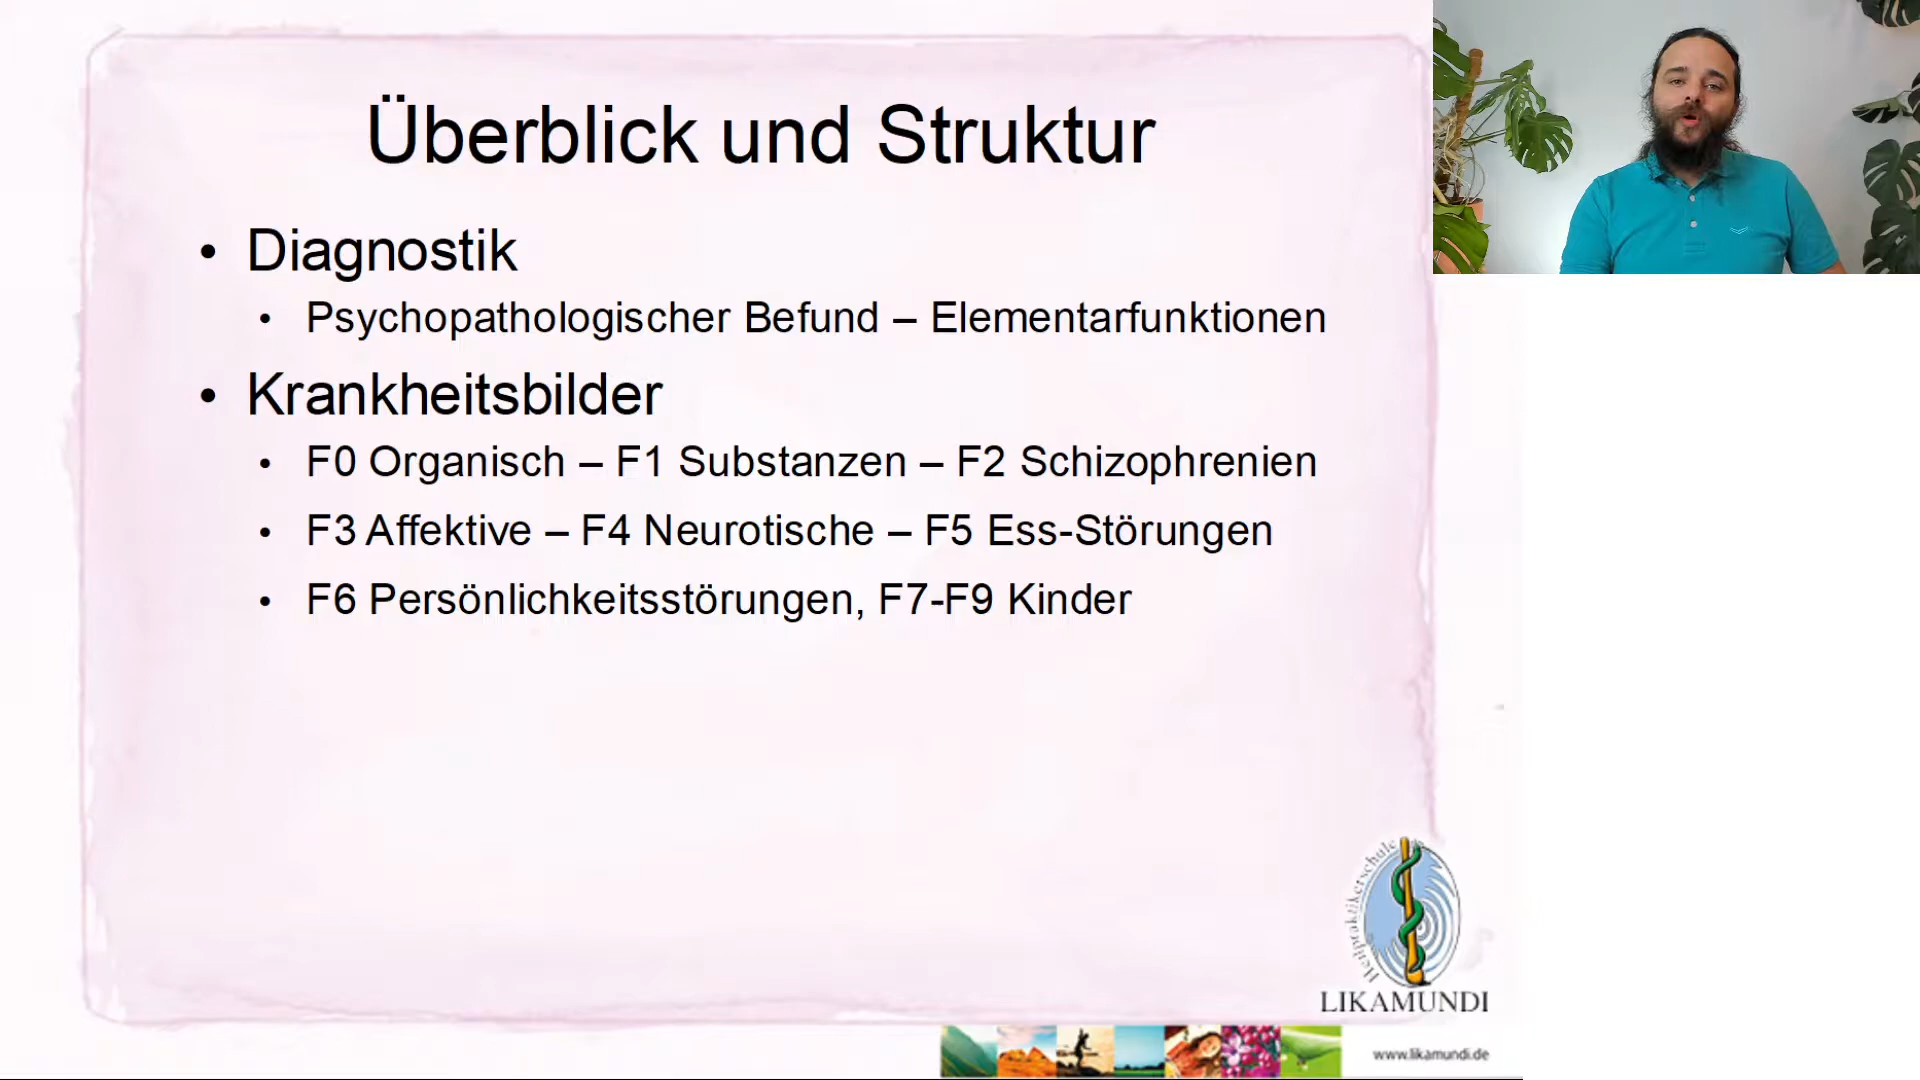 Überblick und Struktur
• Diagnostik
• Psychopathologischer Befund – Elementarfunktionen
• Krankheitsbilder
• F0 Organisch – F1 Substanzen – F2 Schizophrenien
• F3 Affektive – F4 Neurotische – F5 Ess-Störungen
• F6 Persönlichkeitsstörungen, F7-F9 Kinder
Heilpraktikerschule
LIKAMUNDI
www.likamundi.de